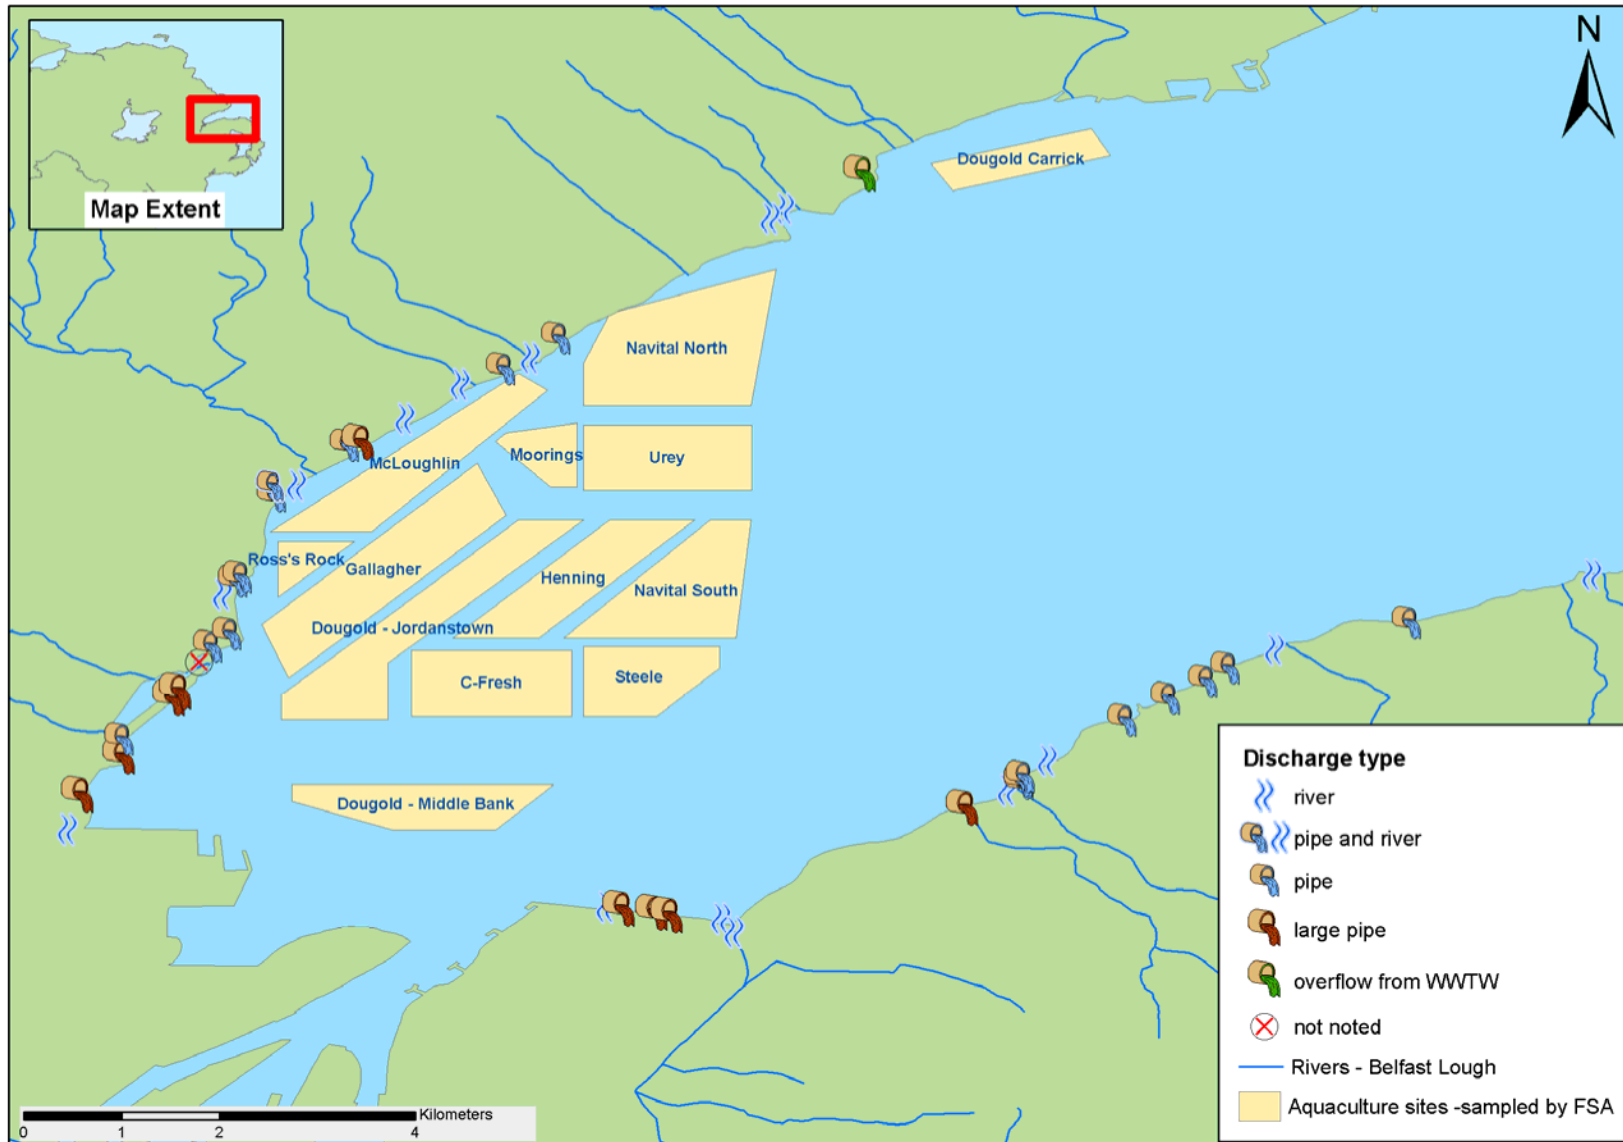 N
Map Extent
Dougold Carrick
Navital North
McLoughlin
Moorings
Urey
Ross's Rock
Gallagher
Henning
Navital South
Dougold - Jordanstown
C-Fresh
Steele
Dougold - Middle Bank
Discharge type
river
pipe and river
pipe
large pipe
overflow from WWTW
not noted
Rivers - Belfast Lough
Aquaculture sites -sampled by FSA
Kilometers
0 1 2 4